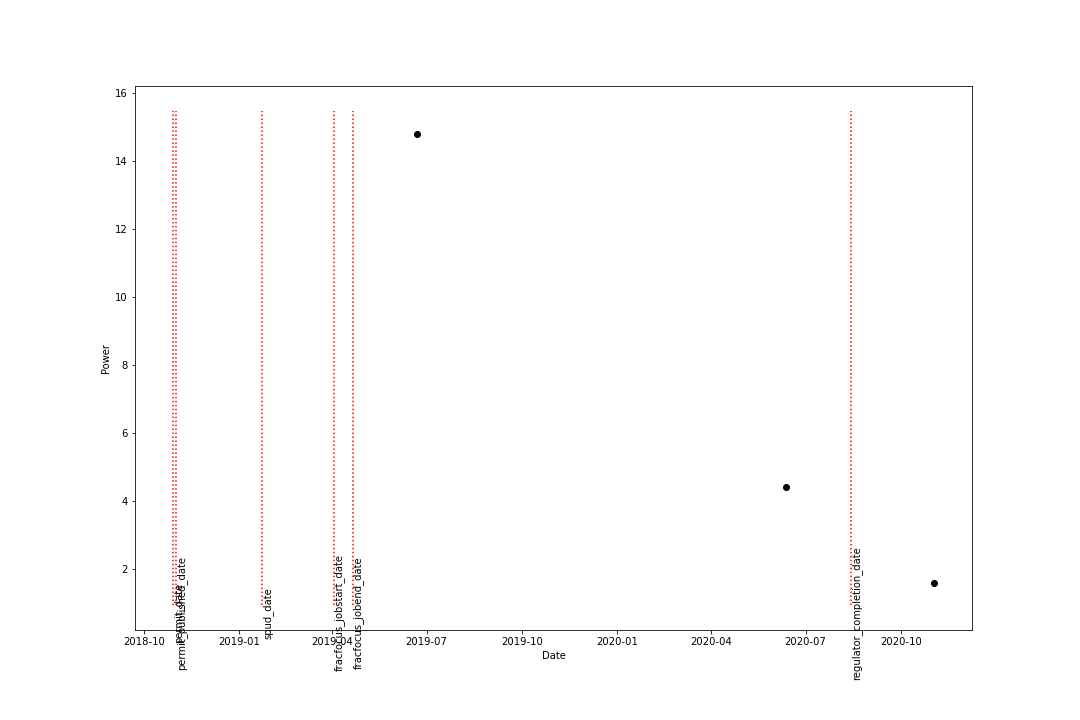 16
14
12
10
8
6
4
2
Power
permit_date
permit_published_date
spud_date
fracfocus_jobstart_date
fracfocus_jobend_date
regulator_completion_date
2018-10
2019-01
2019-04
2019-07
2019-10
2020-01
2020-04
2020-07
2020-10
Date